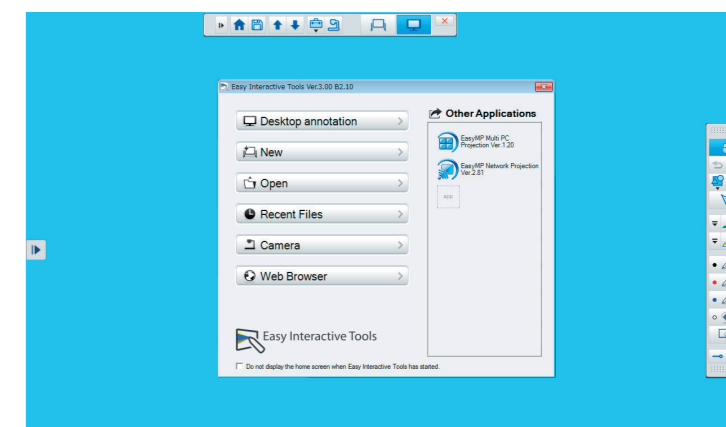 Easy Interactive Tools Ver.3.00 B2.10
Desktop annotation
New
Open
Recent Files
Camera
Web Browser
Other Applications
EasyMP Multi PC
Projection Ver.1.20
EasyMP Network Projection
Ver.2.81
ADD
Easy Interactive Tools
Do not display the home screen when Easy Interactive Tools has started.